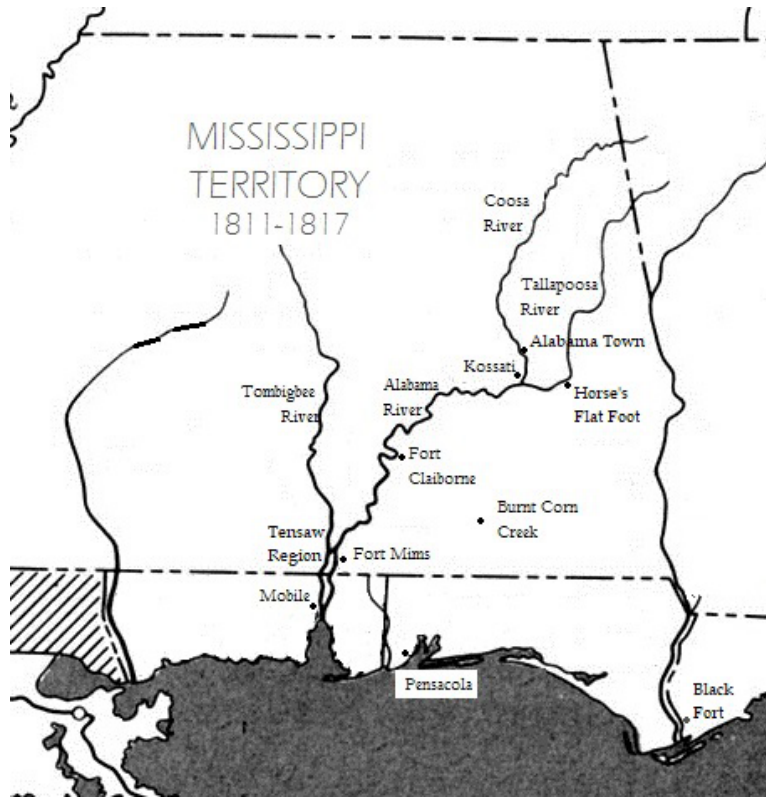 MISSISSIPPI
TERRITORY
1811-1817
Coosa
River
Tallapoosa
River
Alabama Town
Kossati
Tombigbee
River
Alabama
River
Horse's
Flat Foot
Fort
Claiborne
Burnt Corn
Creek
Tensaw
Region
Fort Mims
Mobile
Pensacola
Black
Fort